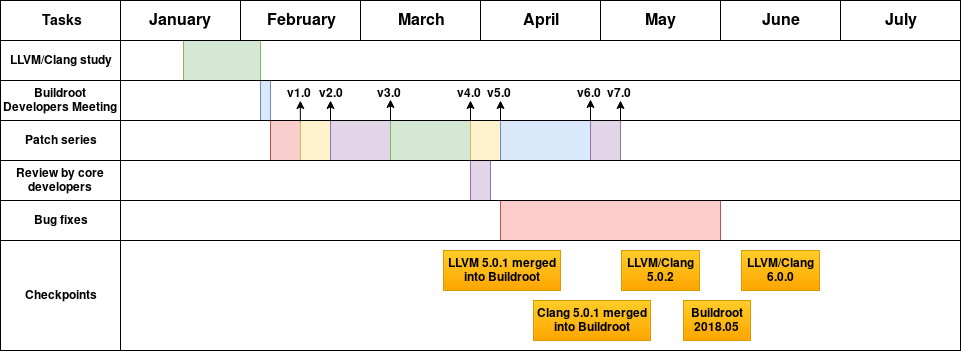 Tasks
January
February
March
April
May
June
July
LLVM/Clang study
Buildroot
Developers Meeting
v1.0
v2.0
v3.0
v4.0
v5.0
v6.0
v7.0
Patch series
Review by core
developers
Bug fixes
Checkpoints
LLVM 5.0.1 merged
into Buildroot
LLVM/Clang
5.0.2
LLVM/Clang
6.0.0
Clang 5.0.1 merged
into Buildroot
Buildroot
2018.05